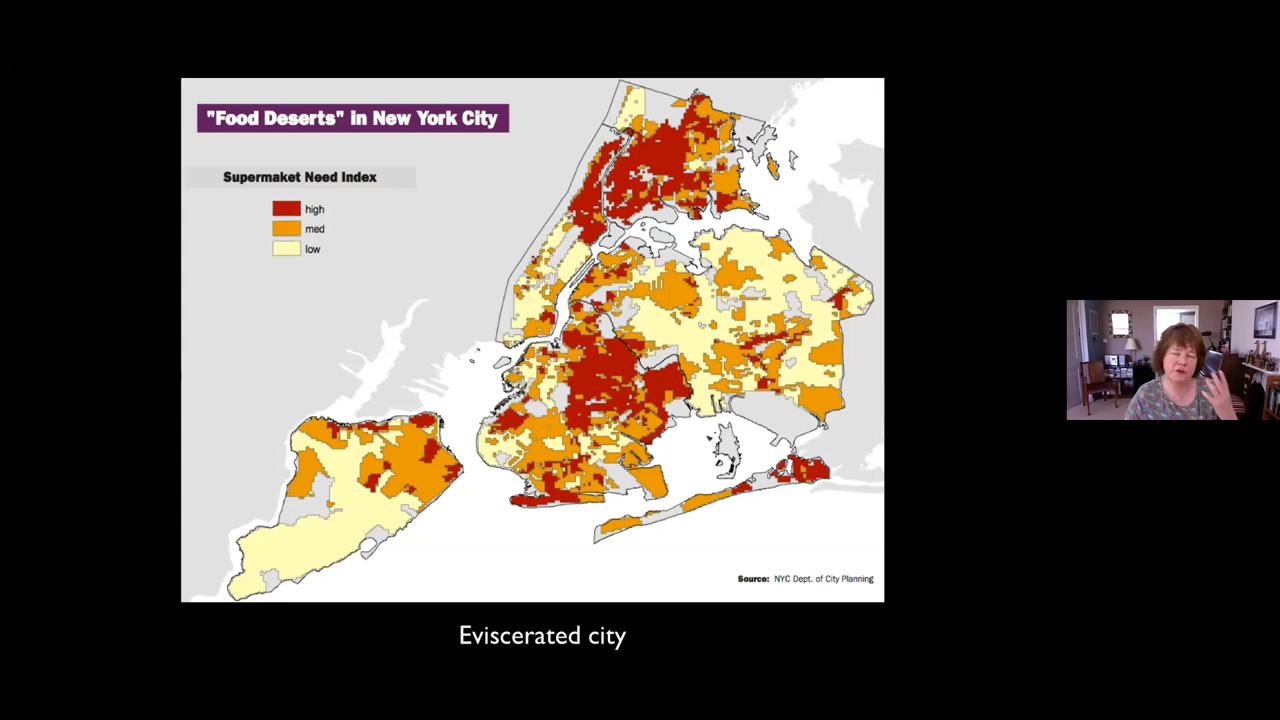 "Food Deserts" in New York City
Supermaket Need Index
high
med
low
Source: NYC Dept. of City Planning
Eviscerated city